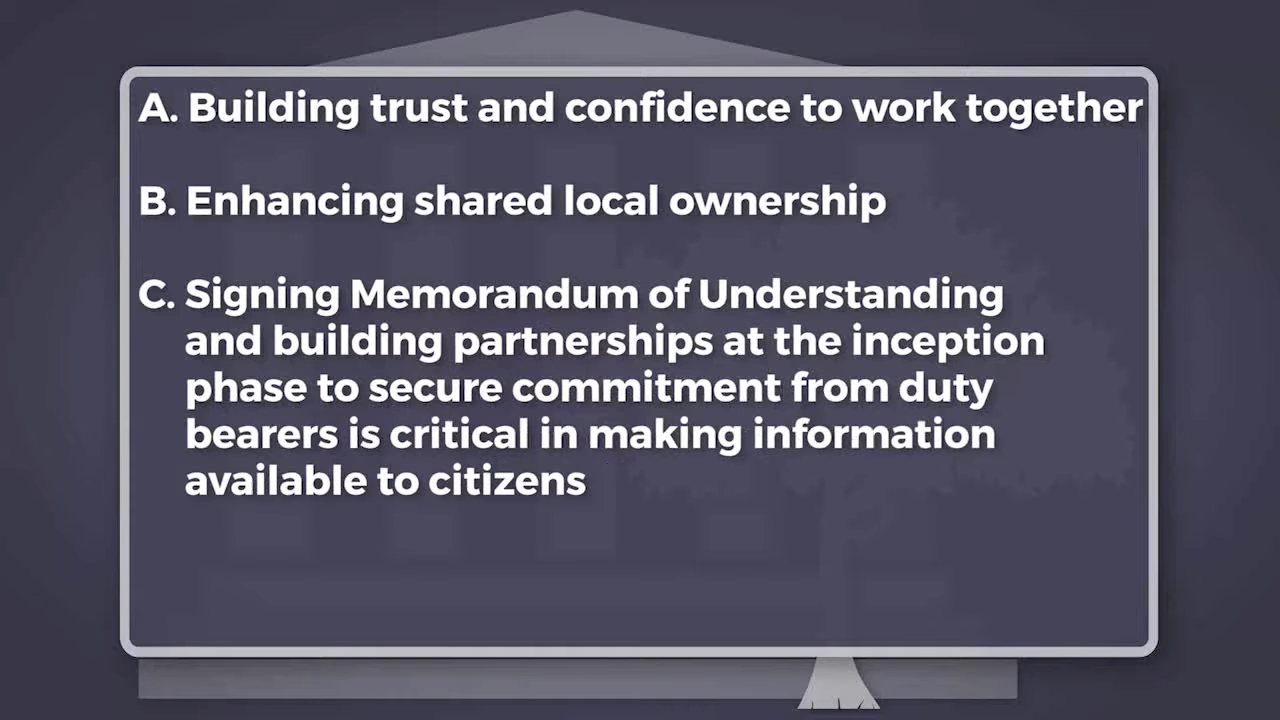 A. Building trust and confidence to work together
B. Enhancing shared local ownership
C. Signing Memorandum of Understanding
and building partnerships at the inception
phase to secure commitment from duty
bearers is critical in making information
available to citizens